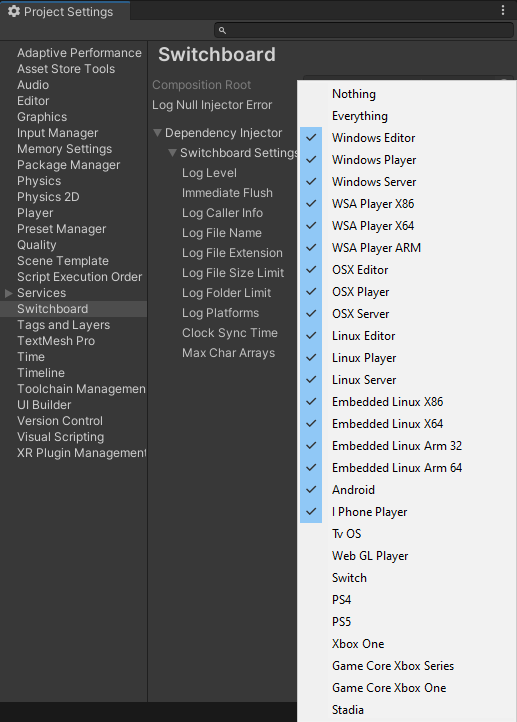 Project Settings
Adaptive Performance
Asset Store Tools
Audio
Editor
Graphics
Input Manager
Memory Settings
Package Manager
Physics
Physics 2D
Player
Preset Manager
Quality
Scene Template
Script Execution Order
Services
Switchboard
Tags and Layers
TextMesh Pro
Time
Timeline
Toolchain Managemen
UI Builder
Version Control
Visual Scripting
XR Plugin Management
Switchboard
Composition Root
Log Null Injector Error
Dependency Injector
Switchboard Settings
Log Level
Immediate Flush
Log Caller Info
Log File Name
Log File Extension
Log File Size Limit
Log Folder Limit
Log Platforms
Clock Sync Time
Max Char Arrays
Nothing
Everything
Windows Editor
Windows Player
Windows Server
WSA Player X86
WSA Player X64
WSA Player ARM
OSX Editor
OSX Player
OSX Server
Linux Editor
Linux Player
Linux Server
Embedded Linux X86
Embedded Linux X64
Embedded Linux Arm 32
Embedded Linux Arm 64
Android
I Phone Player
Tv OS
Web GL Player
Switch
PS4
PS5
Xbox One
Game Core Xbox Series
Game Core Xbox One
Stadia